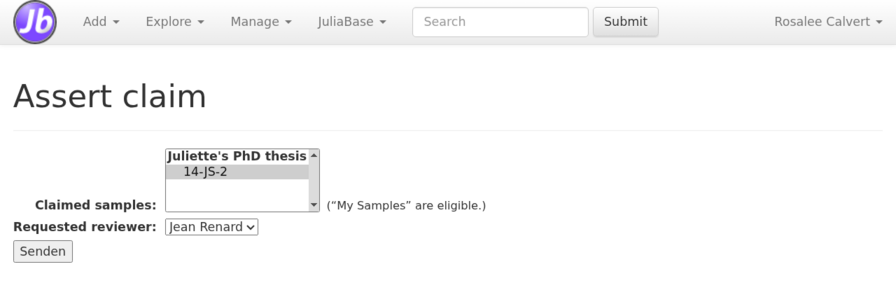 Jb Add Explore Manage JuliaBase Search Submit Rosalee Calvert
Assert claim
Juliette's PhD thesis
14-JS-2
Claimed samples: (“My Samples” are eligible.)
Requested reviewer: Jean Renard
Senden